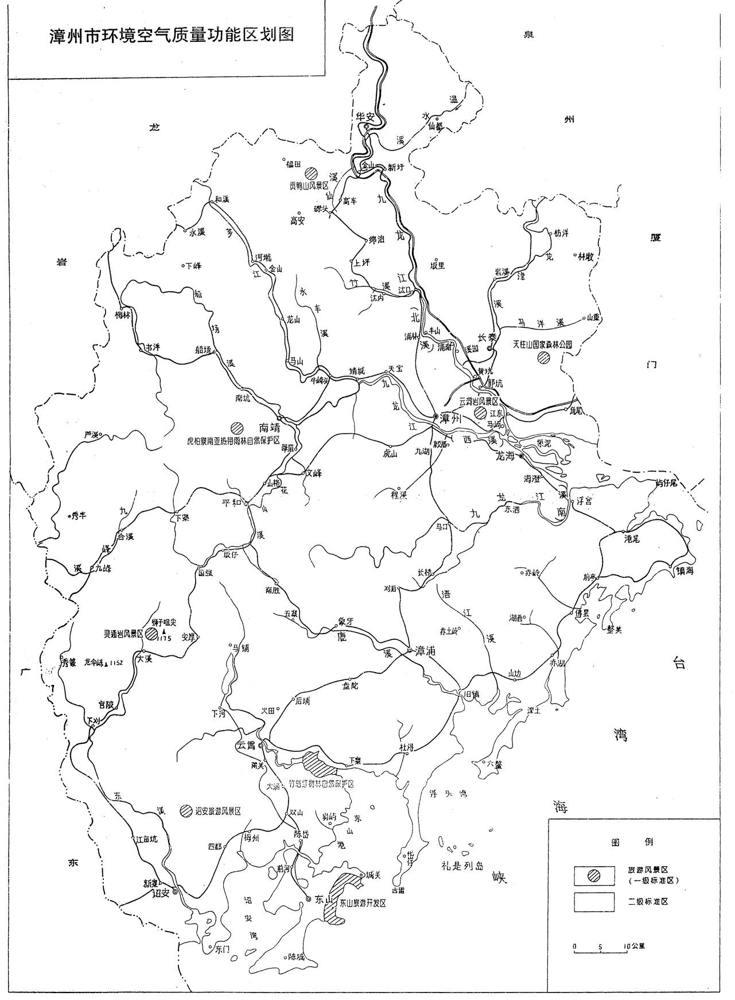 漳州市环境空气质量功能区划图
泉
州
龙
岩
厦
门
广
东
台
湾
海
峡
温
水
溪
仙都
华安
福田
贡鸭山风景区
金山
新圩
溪
仙
高车
磜头
高安
九
龙
江
绵治
上坪
坂里
竹
溪
汰内
汰口
(北
溪)
和溪
永溪
芗
江
下峰
河墘
金山
永
丰
溪
龙山
马山
枋洋
林墩
龙
津
溪
岩溪
马洋溪
山重
长泰
天柱山国家森林公园
丰山
浦林
浦南
溪园
黄坑
郭坑
云洞岩风景区
江东
角尾
马崎
梅林
船
场
溪
书洋
船场
南坑
南靖
虎伯寮南亚热带雨林自然保护区
牛崎头
靖城
天宝
九
龙
江
西
溪
漳州
颜厝
九湖
紫泥
龙海
海澄
浮宫
屿仔尾
芦溪
翠眉
文峰
山格
花
山
溪
虎山
程溪
平和
秀丰
九
峰
溪
下寨
合溪
九峰
坂仔
国强
南胜
五寨
马口
九
龙
江
(南
溪
东泗
港尾
镇海
前亭
长桥
赤岭
刘后
浯
江
溪
佛昙
整美
湖西
赤土岭
赤湖
狮子咀尖
1175
灵通岩风景区
安厚
大溪
秀篆
龙伞岽
1152
官陂
下刘
马铺
下河
火田
后埔
盘陀
象牙
鹿
溪
漳浦
山边
旧镇
深土
六鳌
杜浔
云霄
莆美
下寨
竹塔红树林自然保护区
大浦
浮头湾
诏安旅游风景区
东
溪
江亩坑
四都
梅州
双山
陈岱
岗屿
东
山
港
岱仔
古雷
礼是列岛
新寨
诏安
前河
城关
东山
东山旅游开发区
诏
安
湾
东门
陈城
图例
旅游风景区
(一级标准区)
二级标准区
0 5 10公里